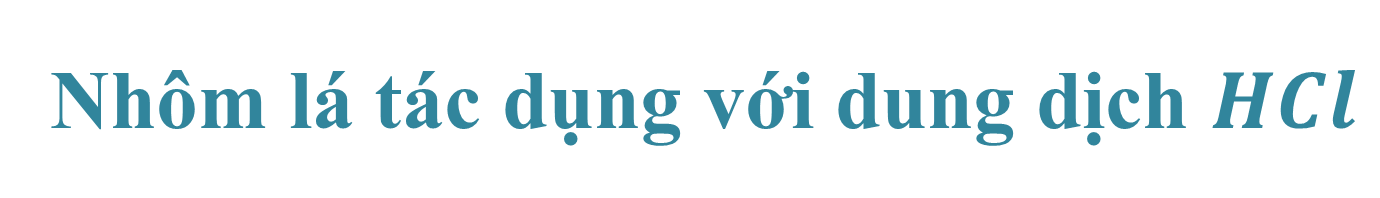 Nhôm lá tác dụng với dung dịch HCl